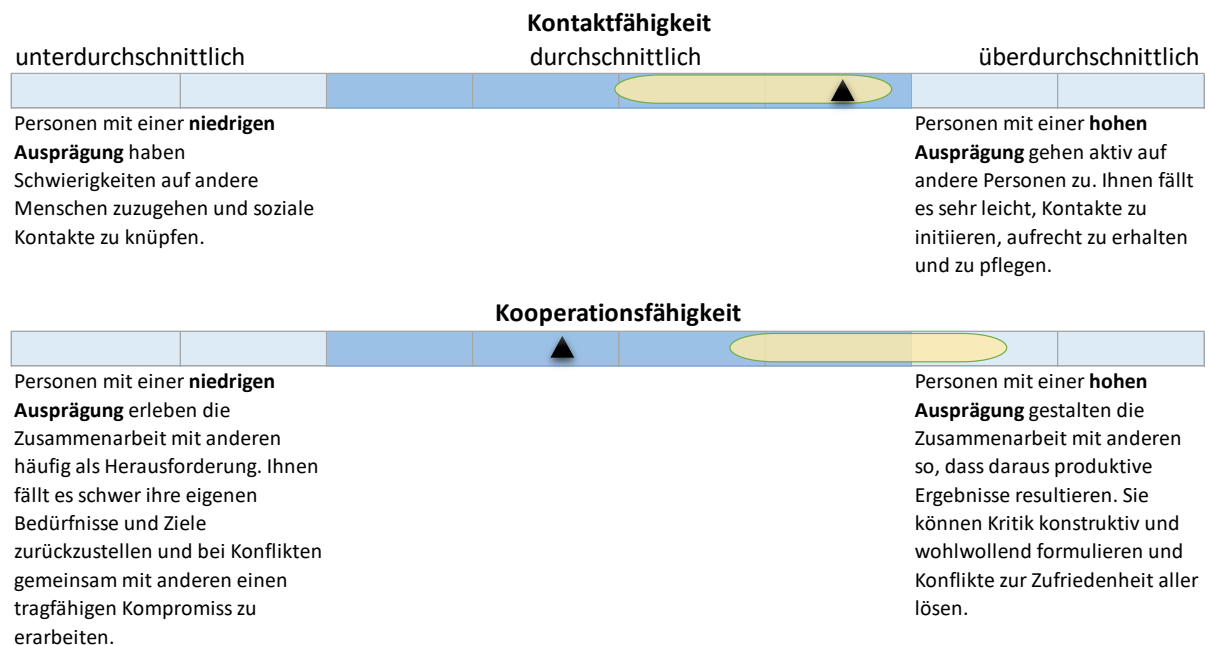 Kontaktfähigkeit
unterdurchschnittlich durchschnittlich überdurchschnittlich
Personen mit einer niedrigen
Ausprägung haben
Schwierigkeiten auf andere
Menschen zuzugehen und soziale
Kontakte zu knüpfen.
Personen mit einer hohen
Ausprägung gehen aktiv auf
andere Personen zu. Ihnen fällt
es sehr leicht, Kontakte zu
initiieren, aufrecht zu erhalten
und zu pflegen.
Kooperationsfähigkeit
Personen mit einer niedrigen
Ausprägung erleben die
Zusammenarbeit mit anderen
häufig als Herausforderung. Ihnen
fällt es schwer ihre eigenen
Bedürfnisse und Ziele
zurückzustellen und bei Konflikten
gemeinsam mit anderen einen
tragfähigen Kompromiss zu
erarbeiten.
Personen mit einer hohen
Ausprägung gestalten die
Zusammenarbeit mit anderen
so, dass daraus produktive
Ergebnisse resultieren. Sie
können Kritik konstruktiv und
wohlwollend formulieren und
Konflikte zur Zufriedenheit aller
lösen.